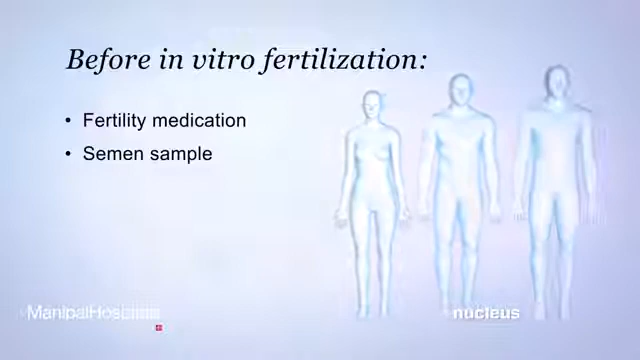 Before in vitro fertilization:
• Fertility medication
• Semen sample
ManipalHospitals
nucleus